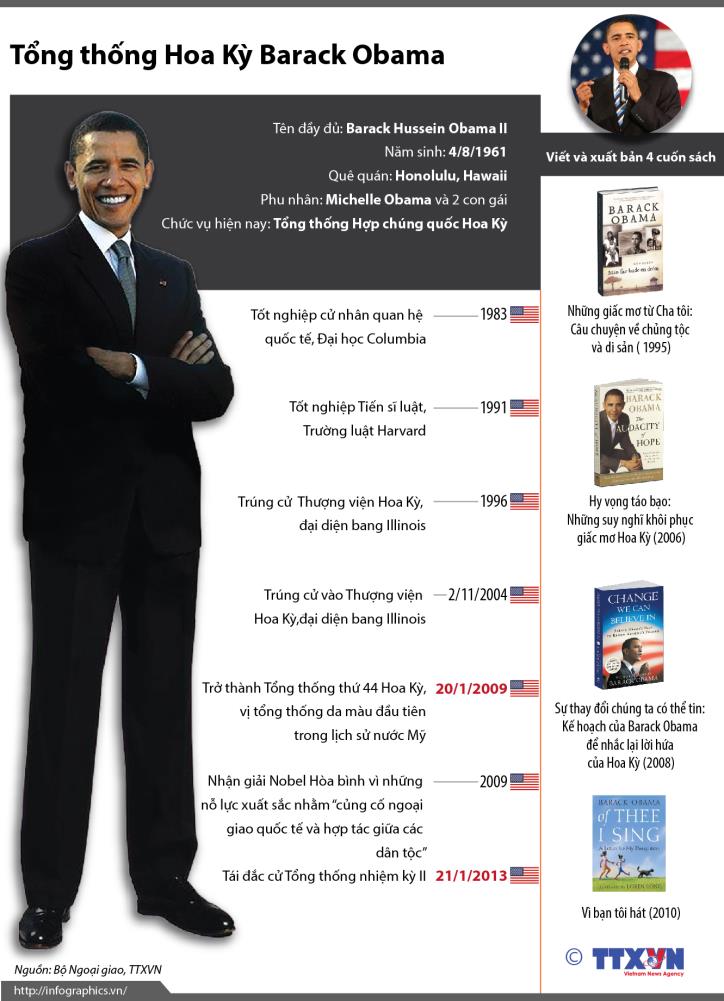 Tổng thống Hoa Kỳ Barack Obama
Tên đầy đủ: Barack Hussein Obama II
Năm sinh: 4/8/1961
Quê quán: Honolulu, Hawaii
Phu nhân: Michelle Obama và 2 con gái
Chức vụ hiện nay: Tổng thống Hợp chúng quốc Hoa Kỳ
Tốt nghiệp cử nhân quan hệ
quốc tế, Đại học Columbia
1983
Tốt nghiệp Tiến sĩ luật,
Trường luật Harvard
1991
Trúng cử Thượng viện Hoa Kỳ,
đại diện bang Illinois
1996
Trúng cử vào Thượng viện
Hoa Kỳ,đại diện bang Illinois
2/11/2004
Trở thành Tổng thống thứ 44 Hoa Kỳ,
vị tổng thống da màu đầu tiên
trong lịch sử nước Mỹ
20/1/2009
Nhận giải Nobel Hòa bình vì những
nỗ lực xuất sắc nhằm “củng cố ngoại
giao quốc tế và hợp tác giữa các
dân tộc”
2009
Tái đắc cử Tổng thống nhiệm kỳ II
21/1/2013
Viết và xuất bản 4 cuốn sách
BARACK
OBAMA
Những giấc mơ từ Cha tôi:
Câu chuyện về chủng tộc
và di sản ( 1995)
BARACK
OBAMA
The
AUDACITY
of
HOPE
Hy vọng táo bạo:
Những suy nghĩ khôi phục
giấc mơ Hoa Kỳ (2006)
CHANGE
WE CAN
BELIEVE IN
BARACK OBAMA
Sự thay đổi chúng ta có thể tin:
Kế hoạch của Barack Obama
để nhắc lại lời hứa
của Hoa Kỳ (2008)
BARACK OBAMA
of THEE
I SING
A Letter to My Daughters
LOREN LONG
Vì bạn tôi hát (2010)
Nguồn: Bộ Ngoại giao, TTXVN
http://infographics.vn/
© TTXVN
Vietnam News Agency